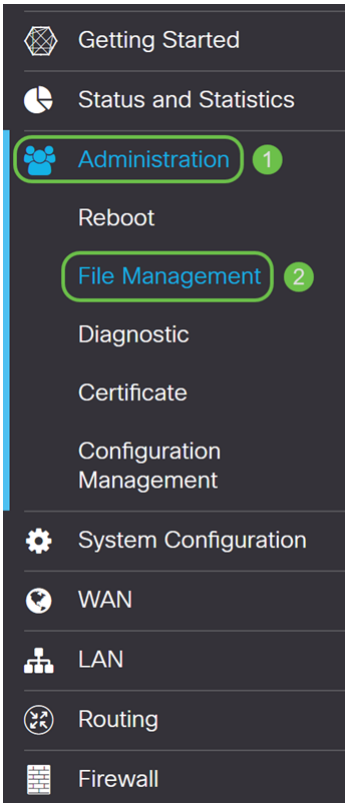 Getting Started
Status and Statistics
Administration 1
Reboot
File Management 2
Diagnostic
Certificate
Configuration
Management
System Configuration
WAN
LAN
Routing
Firewall